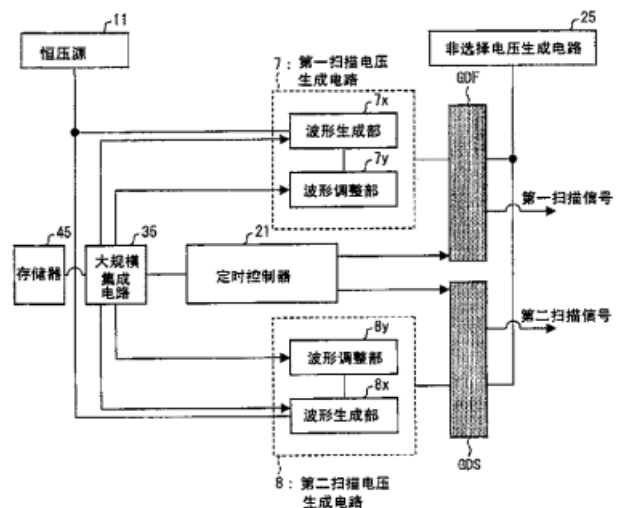 11
恒压源
25
非选择电压生成电路
7：第一扫描电压
生成电路
GDF
7x
波形生成部
7y
波形调整部
第一扫描信号
45
存储器
35
大规模
集成
电路
21
定时控制器
第二扫描信号
8y
波形调整部
8x
波形生成部
GDS
8：第二扫描电压
生成电路